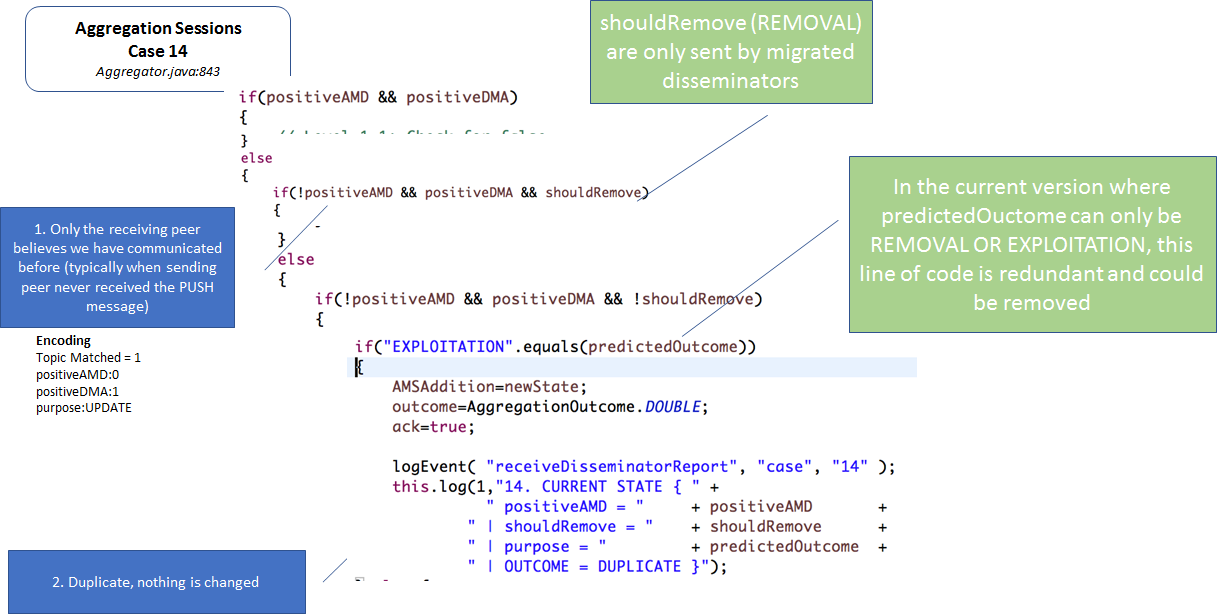 Aggregation Sessions
Case 14
Aggregator.java:843
shouldRemove (REMOVAL)
are only sent by migrated
disseminators
if(positiveAMD && positiveDMA)
{
}
else
{
if(!positiveAMD && positiveDMA && shouldRemove)
{
}
else
{
if(!positiveAMD && positiveDMA && !shouldRemove)
{
if("EXPLOITATION".equals(predictedOutcome))
{
AMSAddition=newState;
outcome=AggregationOutcome.DOUBLE;
ack=true;
logEvent( "receiveDisseminatorReport", "case", "14" );
this.log(1,"14. CURRENT STATE { " +
" positiveAMD = " + positiveAMD +
" | shouldRemove = " + shouldRemove +
" | purpose = " + predictedOutcome +
" | OUTCOME = DUPLICATE }");
1. Only the receiving peer
believes we have communicated
before (typically when sending
peer never received the PUSH
message)
Encoding
Topic Matched = 1
positiveAMD:0
positiveDMA:1
purpose:UPDATE
In the current version where
predictedOuctome can only be
REMOVAL OR EXPLOITATION, this
line of code is redundant and could
be removed
2. Duplicate, nothing is changed